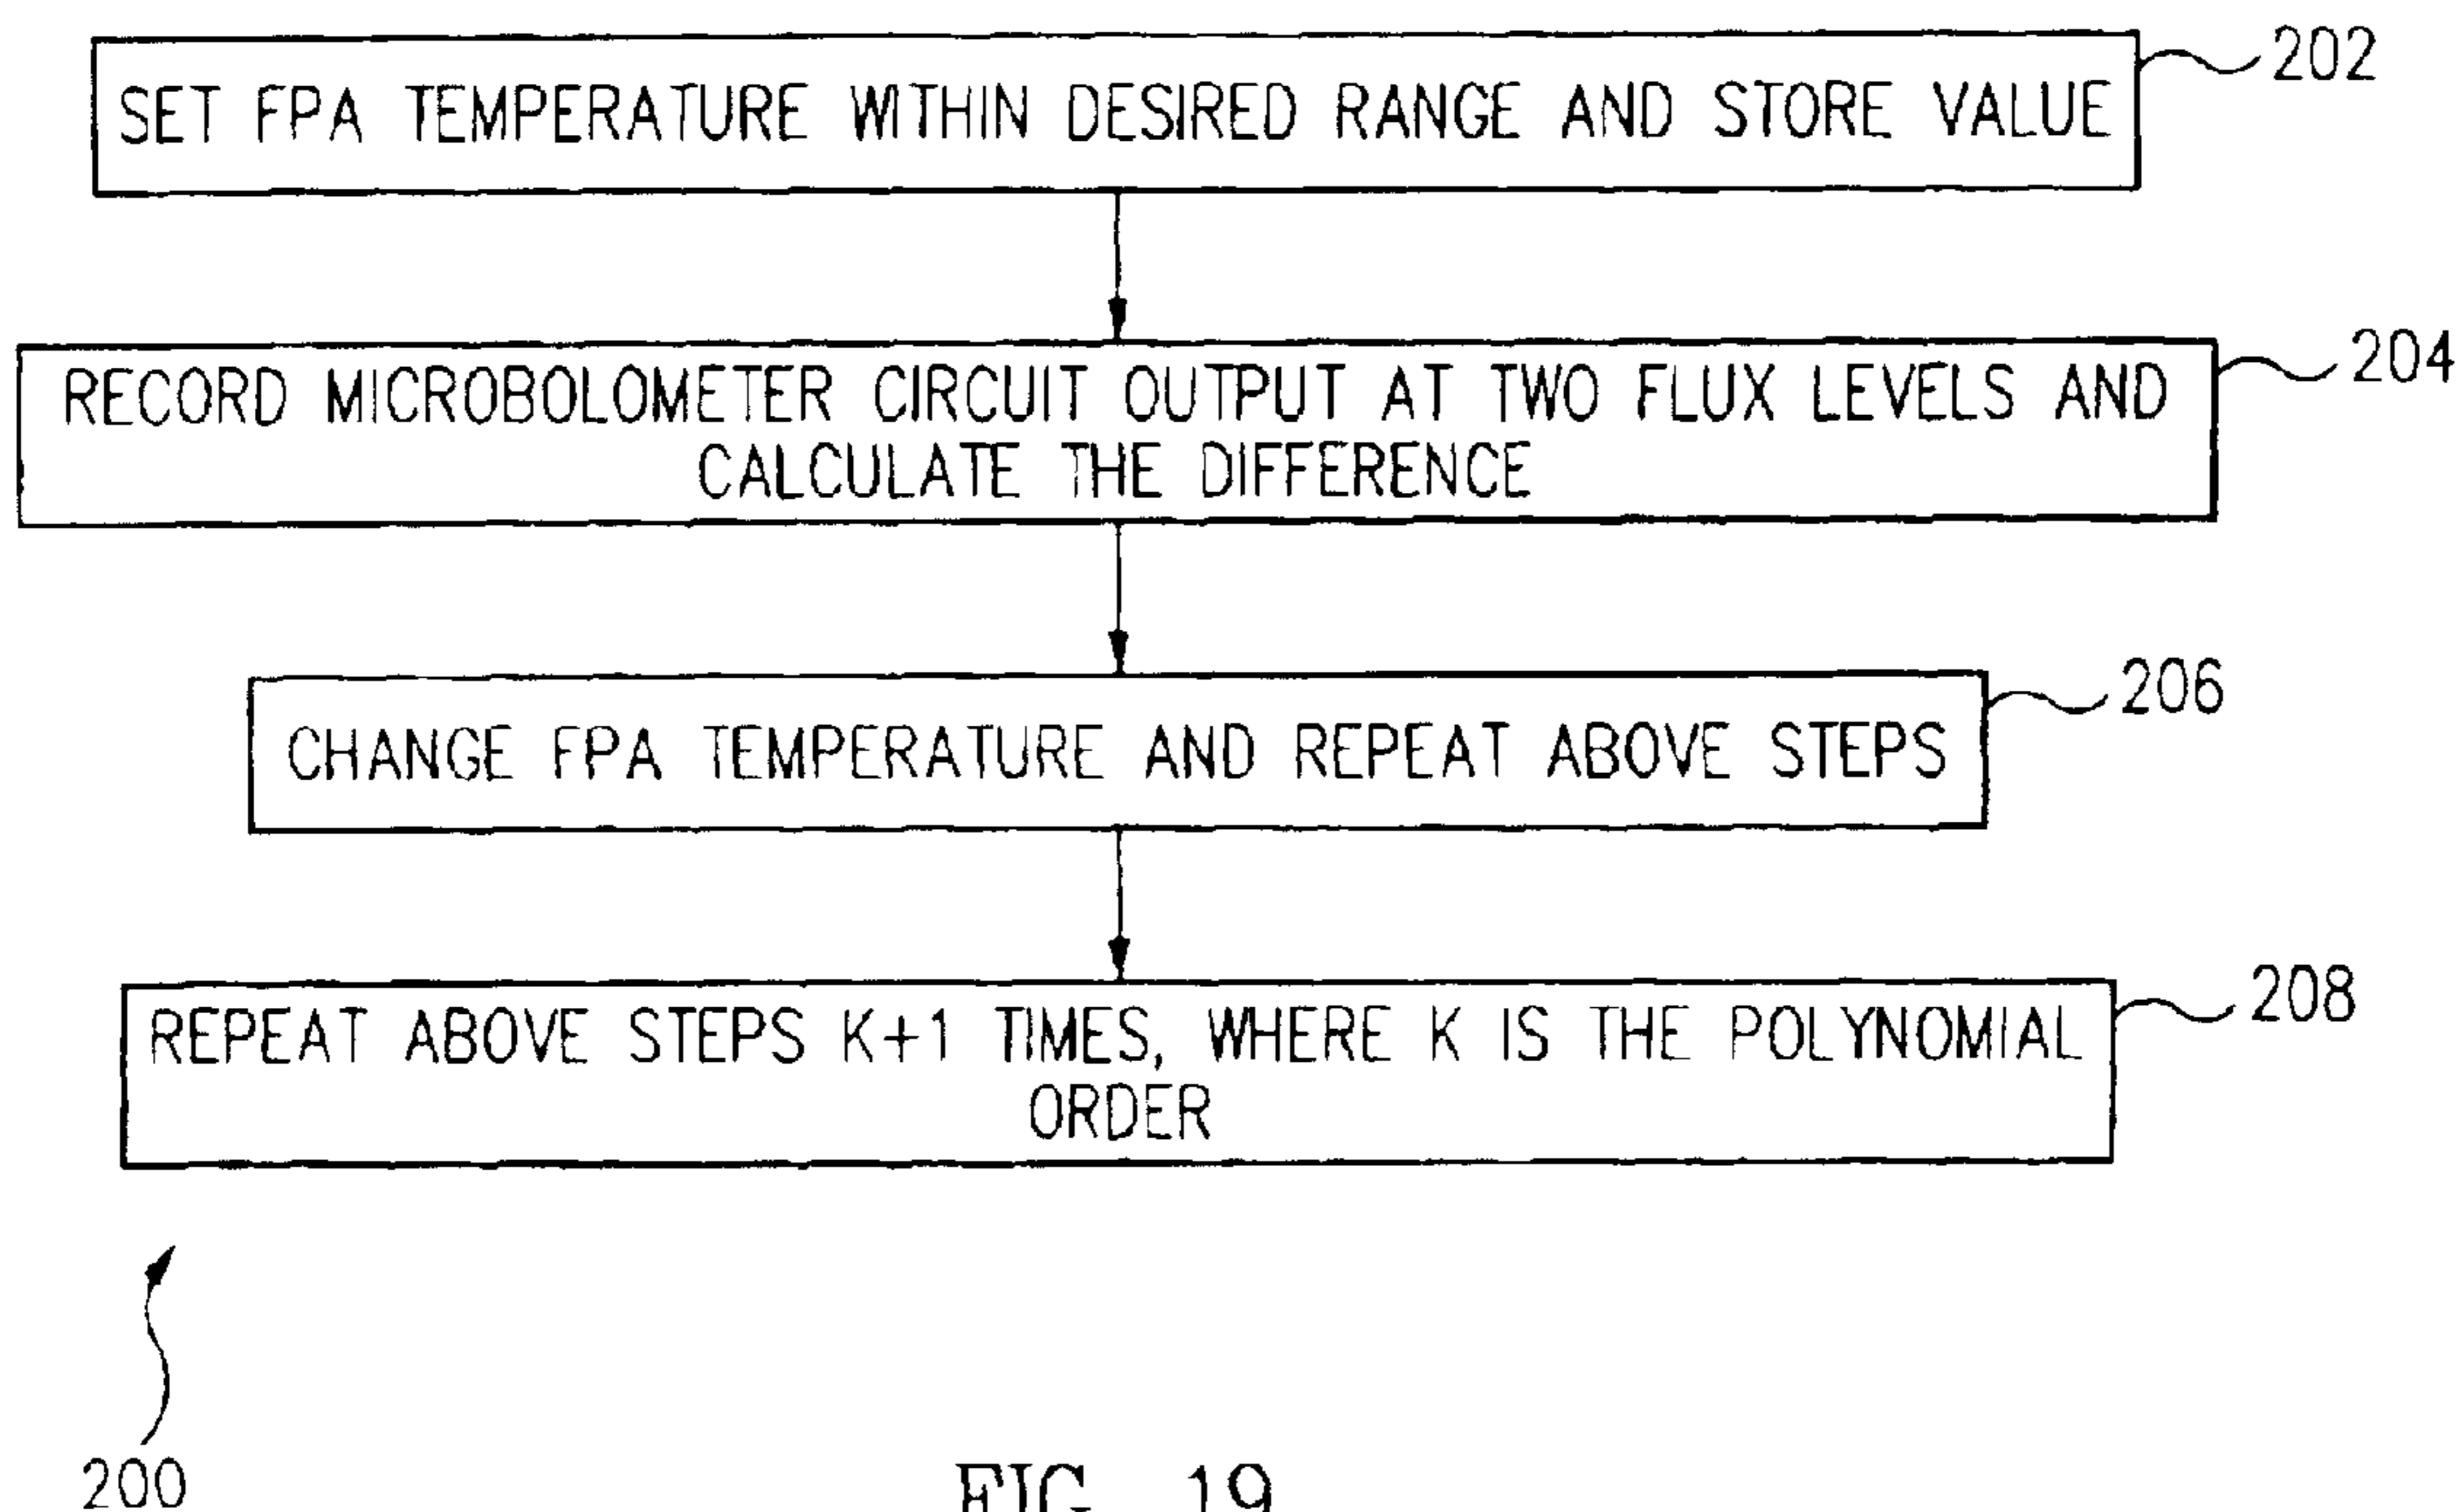 SET FPA TEMPERATURE WITHIN DESIRED RANGE AND STORE VALUE
202
RECORD MICROBOLOMETER CIRCUIT OUTPUT AT TWO FLUX LEVELS AND
CALCULATE THE DIFFERENCE
204
CHANGE FPA TEMPERATURE AND REPEAT ABOVE STEPS
206
REPEAT ABOVE STEPS K+1 TIMES, WHERE K IS THE POLYNOMIAL
ORDER
208
200
FIG. 19